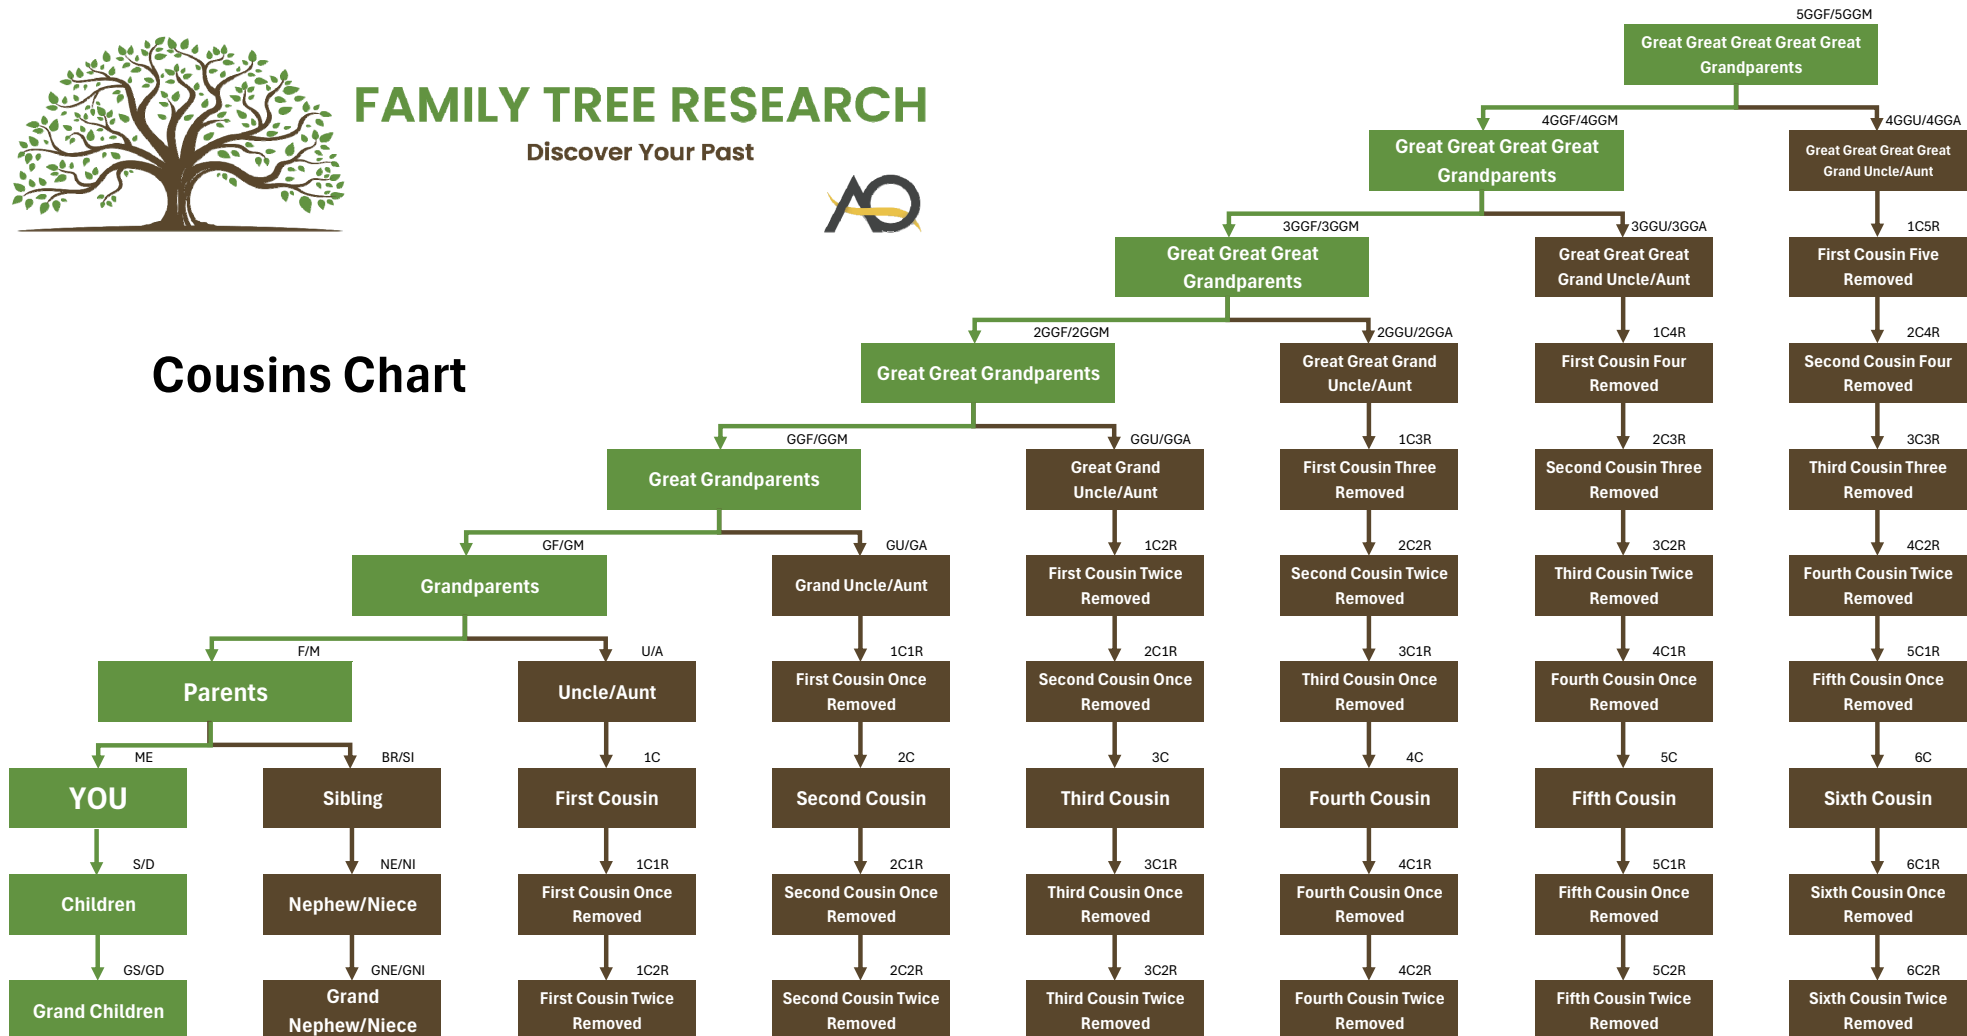 5GGF/5GGM
Great Great Great Great Great
Grandparents
FAMILY TREE RESEARCH
Discover Your Past
AO
4GGF/4GGM
4GGU/4GGA
Great Great Great Great
Grandparents
Great Great Great Great
Grand Uncle/Aunt
3GGF/3GGM
3GGU/3GGA
1C5R
Great Great Great
Grandparents
Great Great Great
Grand Uncle/Aunt
First Cousin Five
Removed
Cousins Chart
2GGF/2GGM
2GGU/2GGA
1C4R
2C4R
Great Great Grandparents
Great Great Grand
Uncle/Aunt
First Cousin Four
Removed
Second Cousin Four
Removed
GGF/GGM
GGU/GGA
1C3R
2C3R
3C3R
Great Grandparents
Great Grand
Uncle/Aunt
First Cousin Three
Removed
Second Cousin Three
Removed
Third Cousin Three
Removed
GF/GM
GU/GA
1C2R
2C2R
3C2R
4C2R
Grandparents
Grand Uncle/Aunt
First Cousin Twice
Removed
Second Cousin Twice
Removed
Third Cousin Twice
Removed
Fourth Cousin Twice
Removed
F/M
U/A
1C1R
2C1R
3C1R
4C1R
5C1R
Parents
Uncle/Aunt
First Cousin Once
Removed
Second Cousin Once
Removed
Third Cousin Once
Removed
Fourth Cousin Once
Removed
Fifth Cousin Once
Removed
ME
BR/SI
1C
2C
3C
4C
5C
6C
YOU
Sibling
First Cousin
Second Cousin
Third Cousin
Fourth Cousin
Fifth Cousin
Sixth Cousin
S/D
NE/NI
1C1R
2C1R
3C1R
4C1R
5C1R
6C1R
Children
Nephew/Niece
First Cousin Once
Removed
Second Cousin Once
Removed
Third Cousin Once
Removed
Fourth Cousin Once
Removed
Fifth Cousin Once
Removed
Sixth Cousin Once
Removed
GS/GD
GNE/GNI
1C2R
2C2R
3C2R
4C2R
5C2R
6C2R
Grand Children
Grand
Nephew/Niece
First Cousin Twice
Removed
Second Cousin Twice
Removed
Third Cousin Twice
Removed
Fourth Cousin Twice
Removed
Fifth Cousin Twice
Removed
Sixth Cousin Twice
Removed